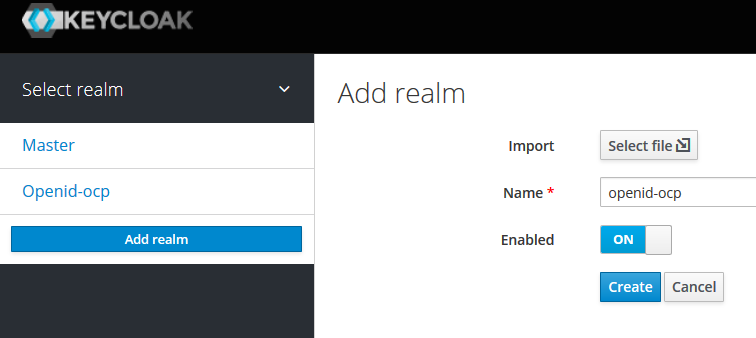 KEYCLOAK
Select realm
Master
Openid-ocp
Add realm
Add realm
Import Select file
Name * openid-ocp
Enabled ON
Create Cancel